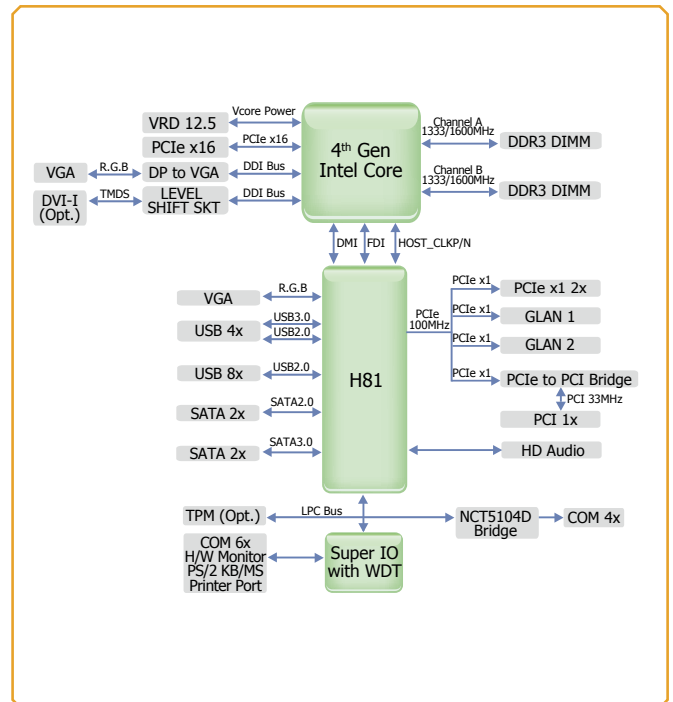 VRD 12.5
Vcore Power
PCIe x16
PCIe x16
VGA
R.G.B
DP to VGA
DDI Bus
DVI-I
(Opt.)
TMDS
LEVEL
SHIFT SKT
DDI Bus
4th Gen
Intel Core
Channel A
1333/1600MHz
DDR3 DIMM
Channel B
1333/1600MHz
DDR3 DIMM
DMI
FDI
HOST_CLKP/N
VGA
R.G.B
USB 4x
USB3.0
USB2.0
USB 8x
USB2.0
SATA 2x
SATA2.0
SATA 2x
SATA3.0
H81
PCIe
100MHz
PCIe x1
PCIe x1 2x
PCIe x1
GLAN 1
PCIe x1
GLAN 2
PCIe x1
PCIe to PCI Bridge
PCI 33MHz
PCI 1x
HD Audio
TPM (Opt.)
LPC Bus
NCT5104D
Bridge
COM 4x
COM 6x
H/W Monitor
PS/2 KB/MS
Printer Port
Super IO
with WDT